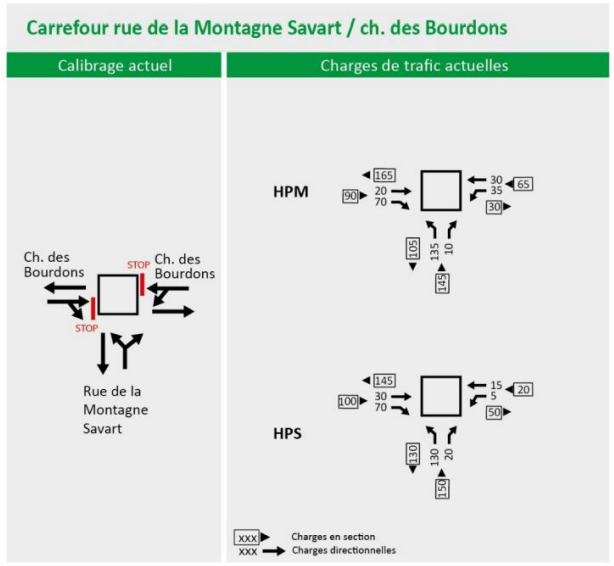 Carrefour rue de la Montagne Savart / ch. des Bourdons
Calibrage actuel
Charges de trafic actuelles
Ch. des
Bourdons
STOP
Ch. des
Bourdons
STOP
Rue de la
Montagne
Savart
HPM
165
90
20
70
30
35
65
30
105
135
10
145
HPS
145
100
30
70
15
5
20
50
130
130
20
150
xxx Charges en section
xxx Charges directionnelles